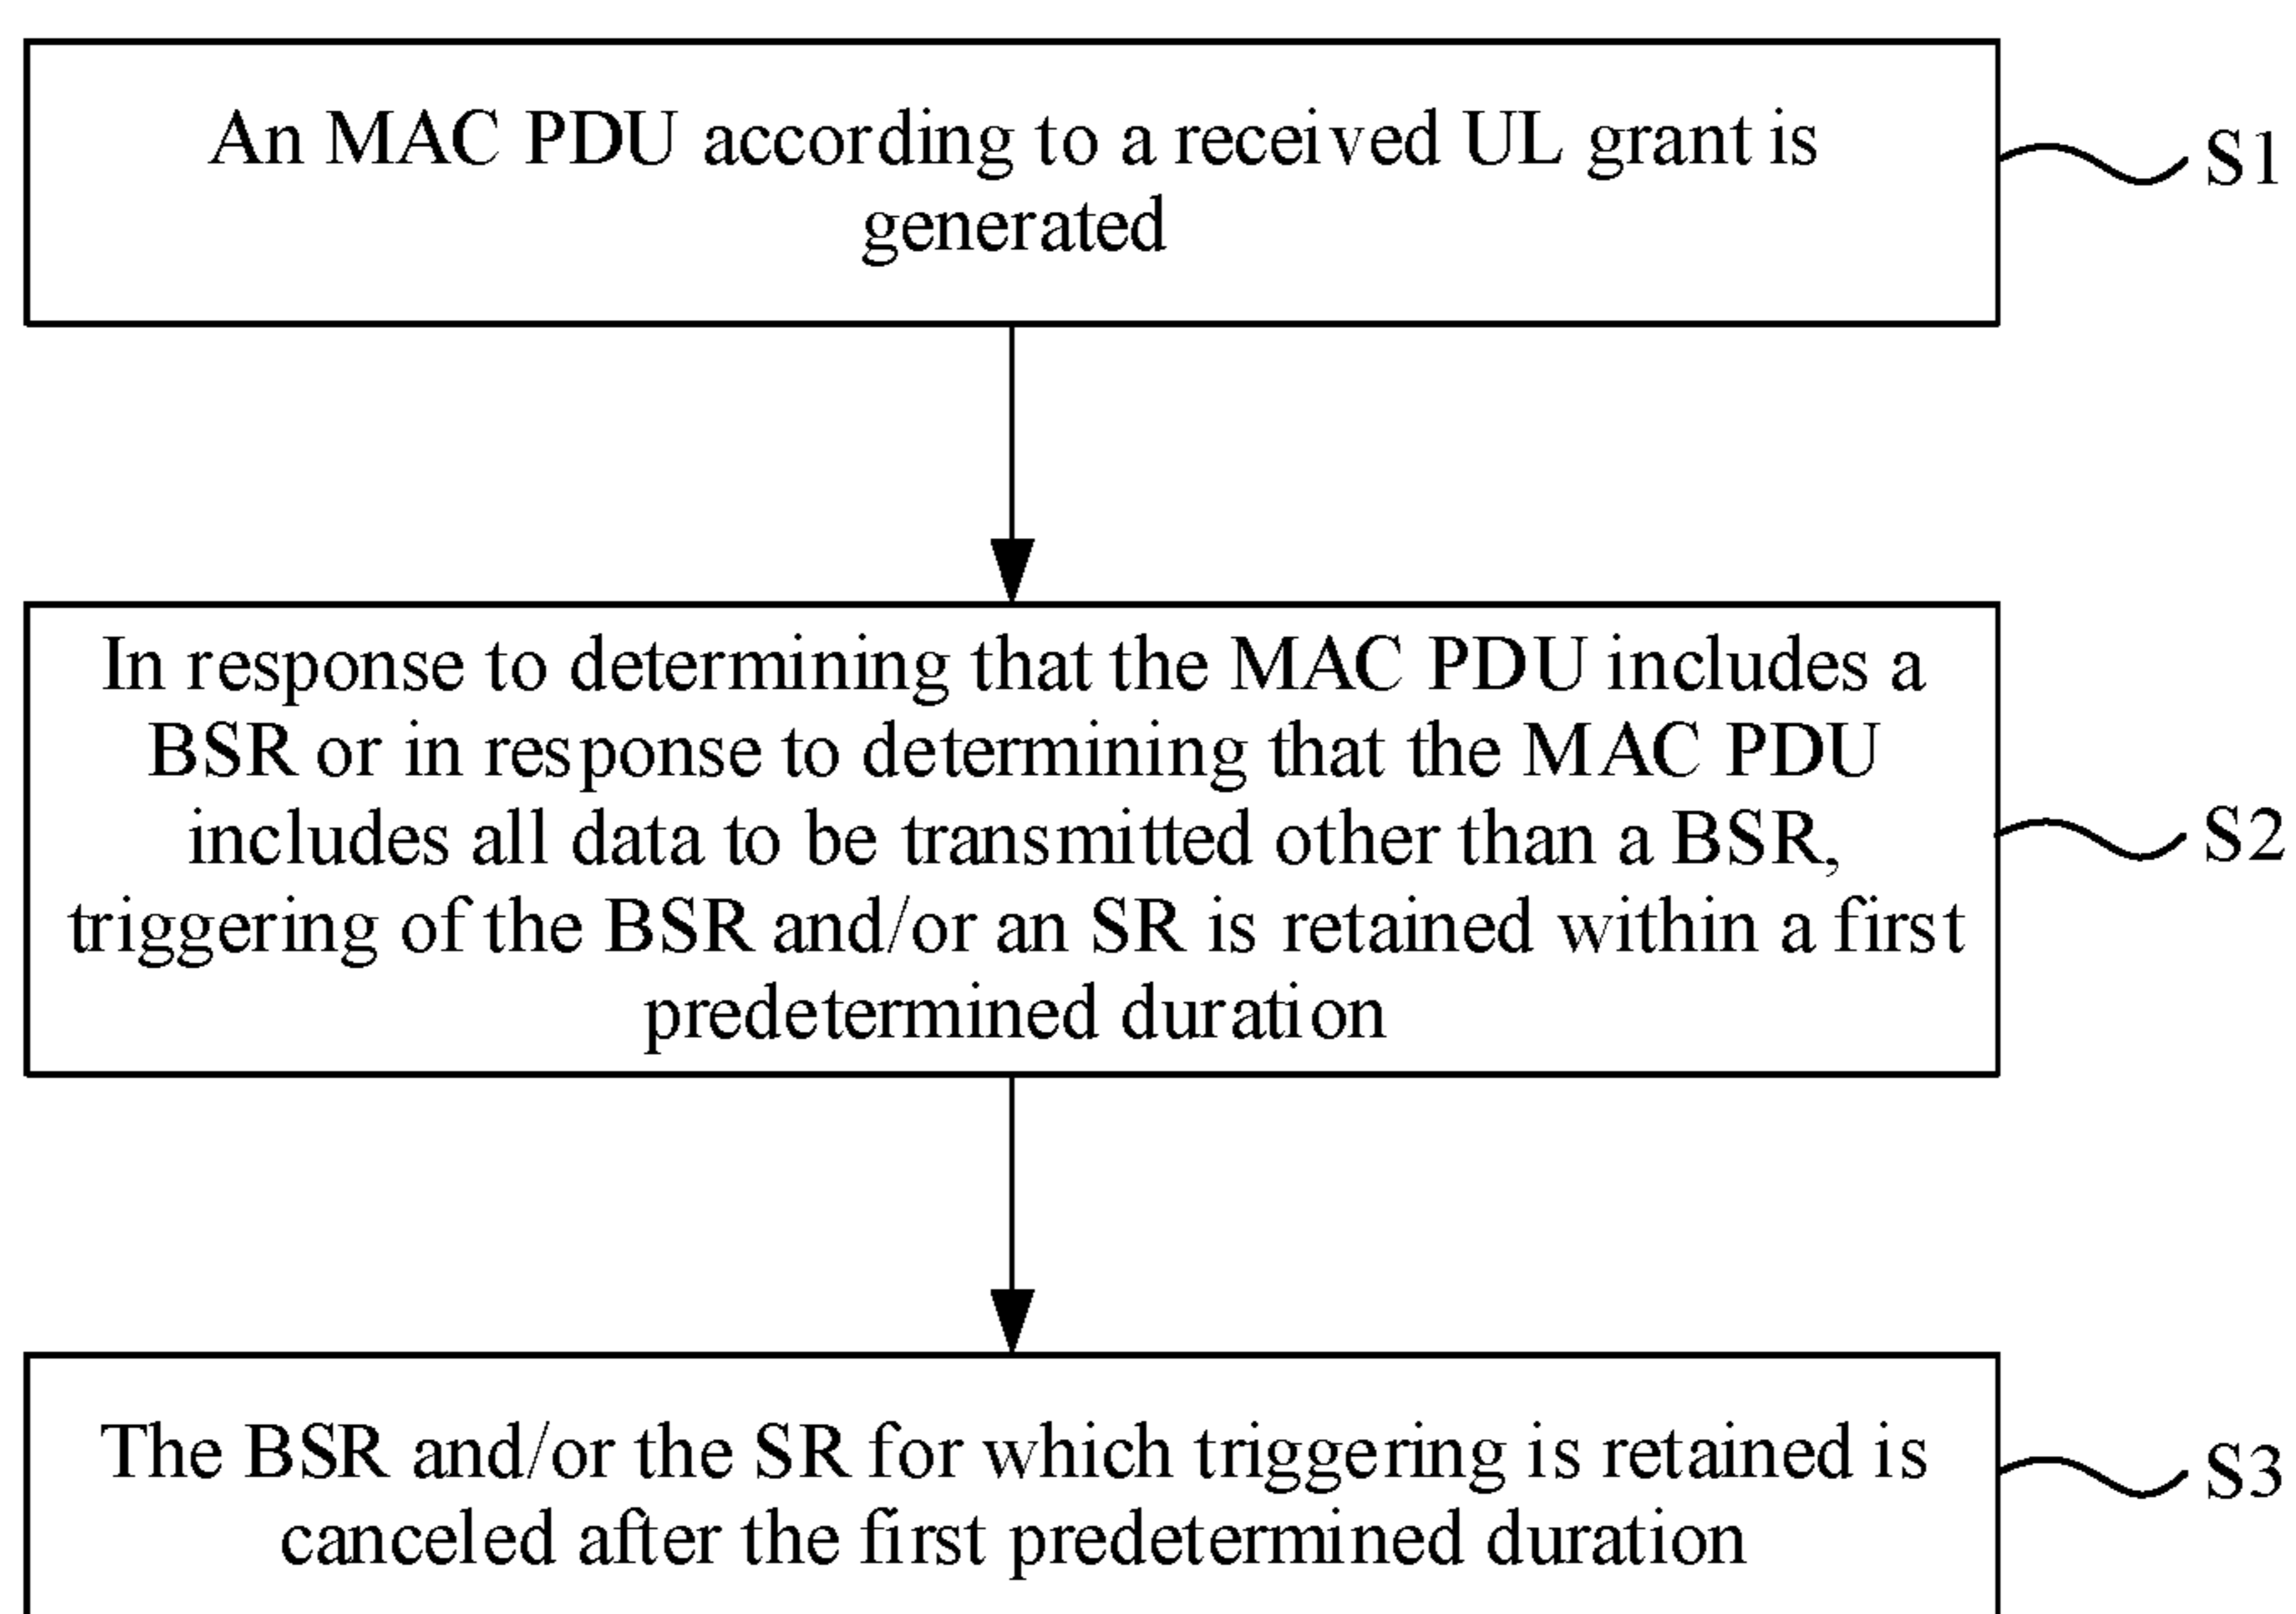 An MAC PDU according to a received UL grant is
generated
S1
In response to determining that the MAC PDU includes a
BSR or in response to determining that the MAC PDU
includes all data to be transmitted other than a BSR,
triggering of the BSR and/or an SR is retained within a first
predetermined duration
S2
The BSR and/or the SR for which triggering is retained is
canceled after the first predetermined duration
S3